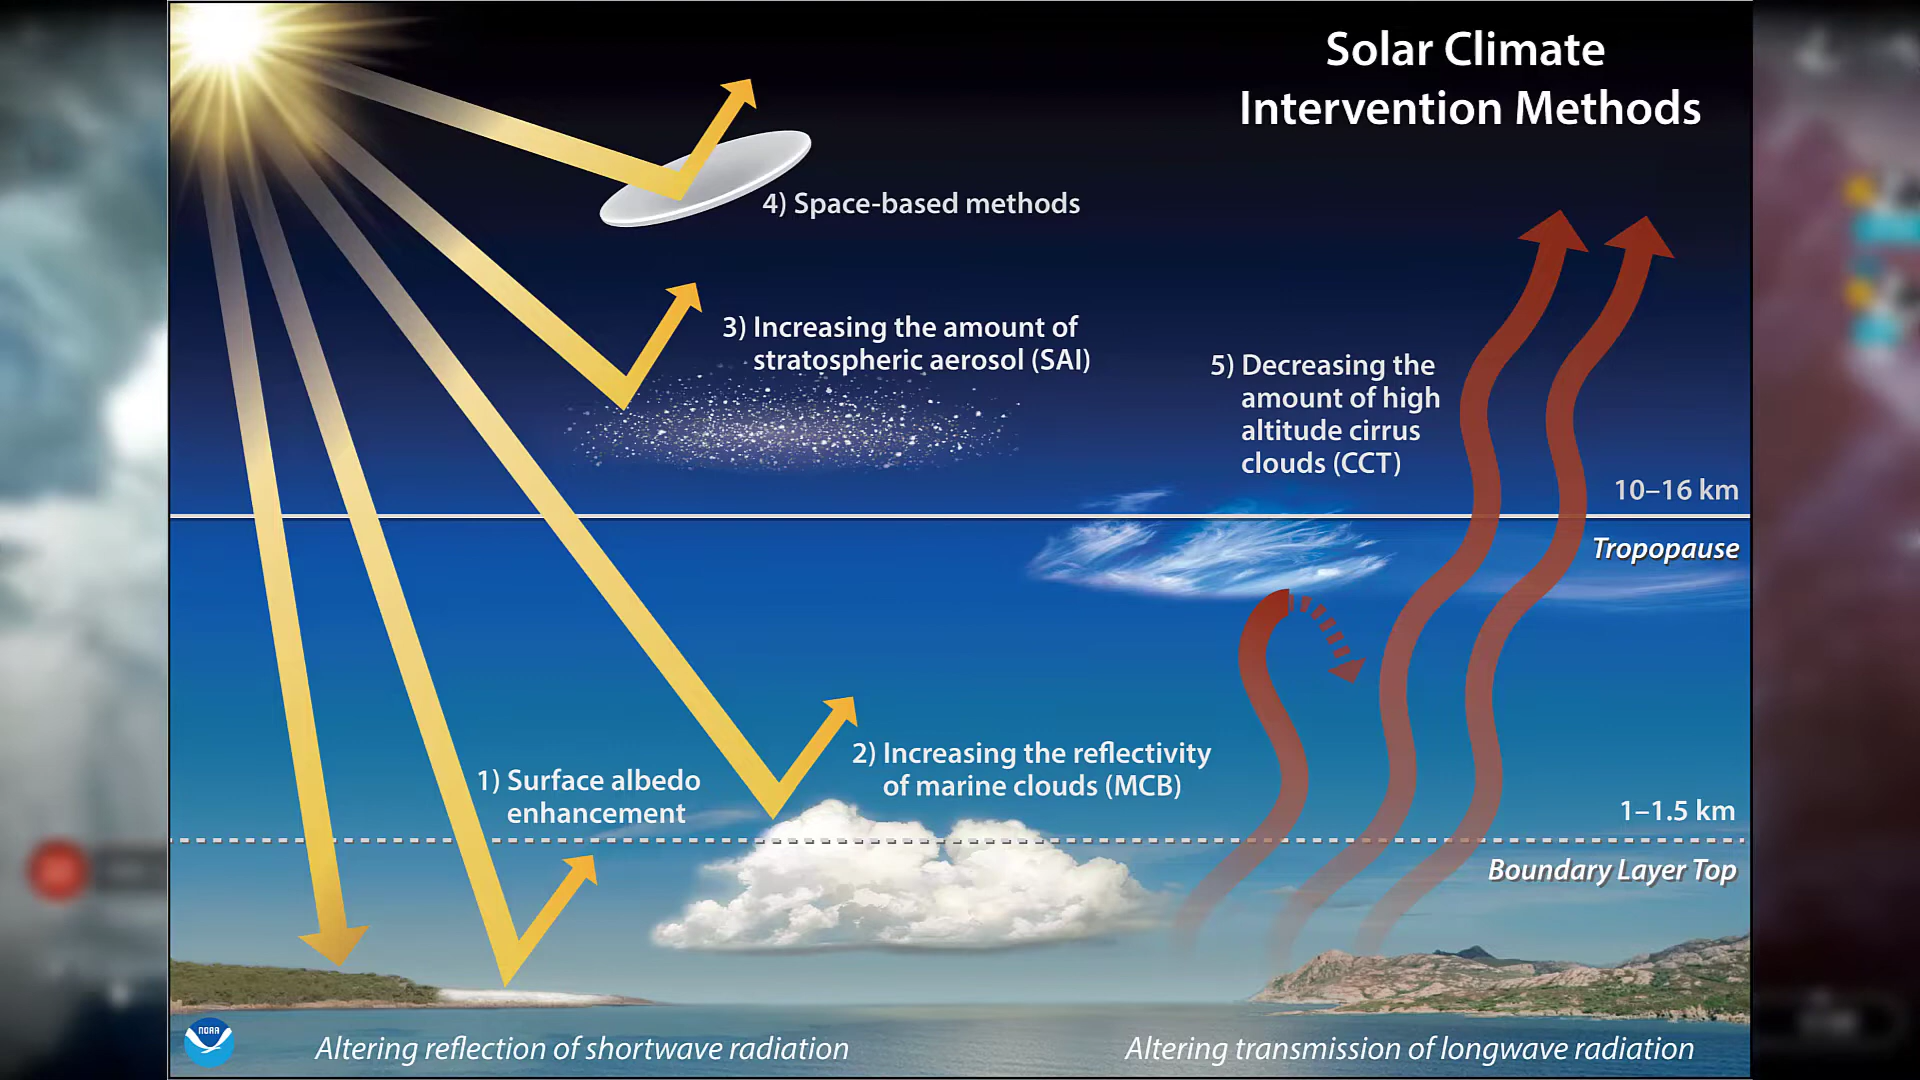 Solar Climate
Intervention Methods
4) Space-based methods
3) Increasing the amount of
stratospheric aerosol (SAI)
5) Decreasing the
amount of high
altitude cirrus
clouds (CCT)
10–16 km
Tropopause
2) Increasing the reflectivity
of marine clouds (MCB)
1) Surface albedo
enhancement
1–1.5 km
Boundary Layer Top
NOAA
Altering reflection of shortwave radiation
Altering transmission of longwave radiation